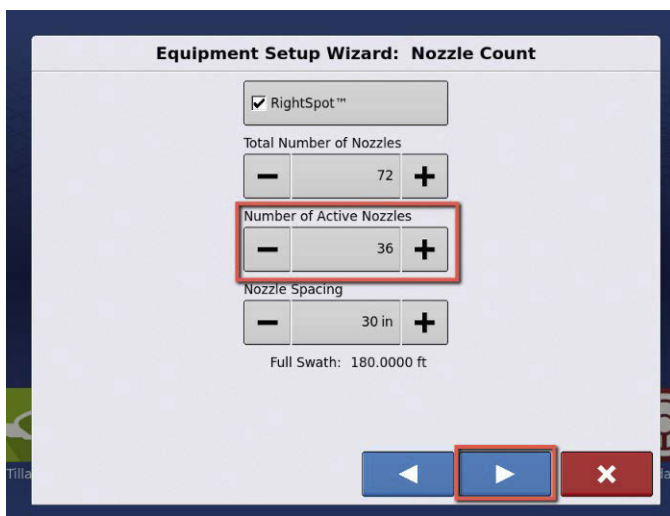 Equipment Setup Wizard: Nozzle Count
RightSpot™
Total Number of Nozzles
72
Number of Active Nozzles
36
Nozzle Spacing
30 in
Full Swath: 180.0000 ft
Tilla